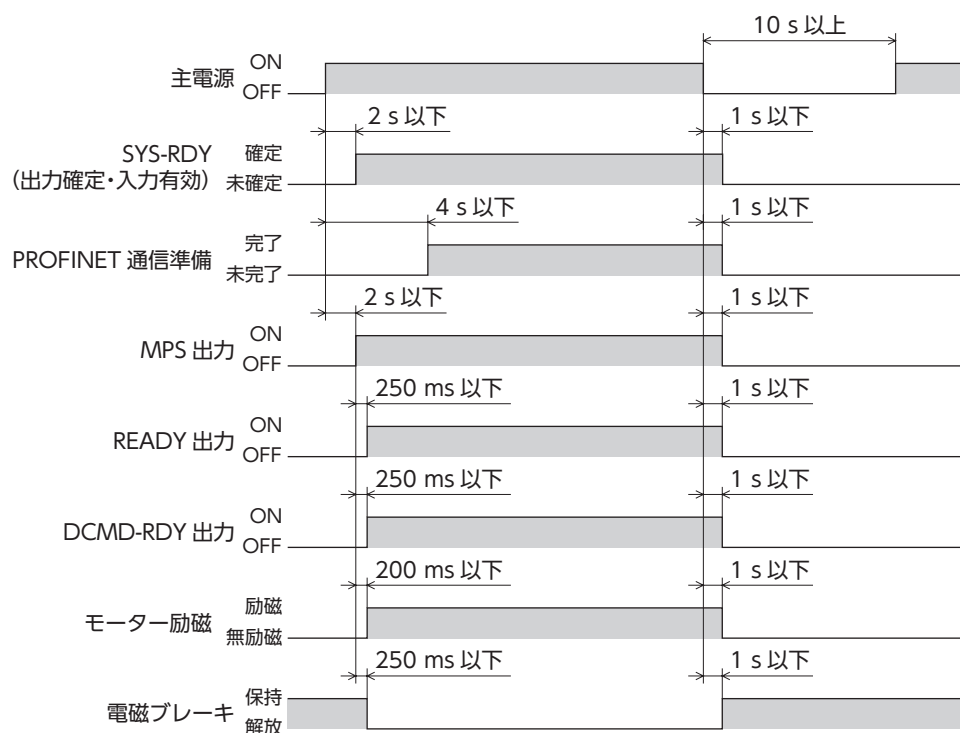 10 s 以上
主電源
ON
OFF
2 s 以下
1 s 以下
SYS-RDY
(出力確定・入力有効)
確定
未確定
4 s 以下
1 s 以下
PROFINET 通信準備
完了
未完了
2 s 以下
1 s 以下
MPS 出力
ON
OFF
250 ms 以下
1 s 以下
READY 出力
ON
OFF
250 ms 以下
1 s 以下
DCMD-RDY 出力
ON
OFF
200 ms 以下
1 s 以下
モーター励磁
励磁
無励磁
250 ms 以下
1 s 以下
電磁ブレーキ
保持
解放